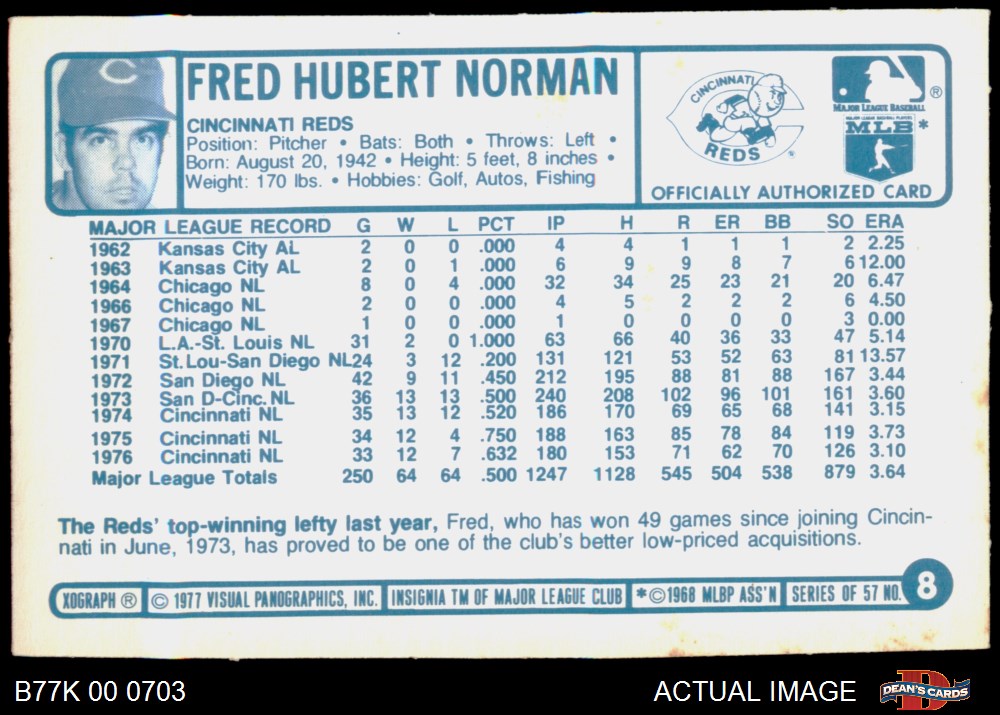 FRED HUBERT NORMAN
CINCINNATI REDS
Position: Pitcher • Bats: Both • Throws: Left •
Born: August 20, 1942 • Height: 5 feet, 8 inches •
Weight: 170 lbs. • Hobbies: Golf, Autos, Fishing
C
CINCINNATI
REDS
®
MAJOR LEAGUE BASEBALL ®
MAJOR LEAGUE BASEBALL PLAYERS
MLB *
OFFICIALLY AUTHORIZED CARD
MAJOR LEAGUE RECORD G W L PCT IP H R ER BB SO ERA
1962 Kansas City AL 2 0 0 .000 4 4 1 1 1 2 2.25
1963 Kansas City AL 2 0 1 .000 6 9 9 8 7 6 12.00
1964 Chicago NL 8 0 4 .000 32 34 25 23 21 20 6.47
1966 Chicago NL 2 0 0 .000 4 5 2 2 2 6 4.50
1967 Chicago NL 1 0 0 .000 1 0 0 0 0 3 0.00
1970 L.A.-St. Louis NL 31 2 0 1.000 63 66 40 36 33 47 5.14
1971 St.Lou-San Diego NL 24 3 12 .200 131 121 53 52 63 81 13.57
1972 San Diego NL 42 9 11 .450 212 195 88 81 88 167 3.44
1973 San D-Cinc. NL 36 13 13 .500 240 208 102 96 101 161 3.60
1974 Cincinnati NL 35 13 12 .520 186 170 69 65 68 141 3.15
1975 Cincinnati NL 34 12 4 .750 188 163 85 78 84 119 3.73
1976 Cincinnati NL 33 12 7 .632 180 153 71 62 70 126 3.10
Major League Totals 250 64 64 .500 1247 1128 545 504 538 879 3.64
The Reds' top-winning lefty last year, Fred, who has won 49 games since joining Cincin-
nati in June, 1973, has proved to be one of the club's better low-priced acquisitions.
XOGRAPH ® © 1977 VISUAL PANOGRAPHICS, INC. INSIGNIA TM OF MAJOR LEAGUE CLUB *©1968 MLBP ASS'N SERIES OF 57 NO. 8
B77K 00 0703 ACTUAL IMAGE D DEAN'S CARDS